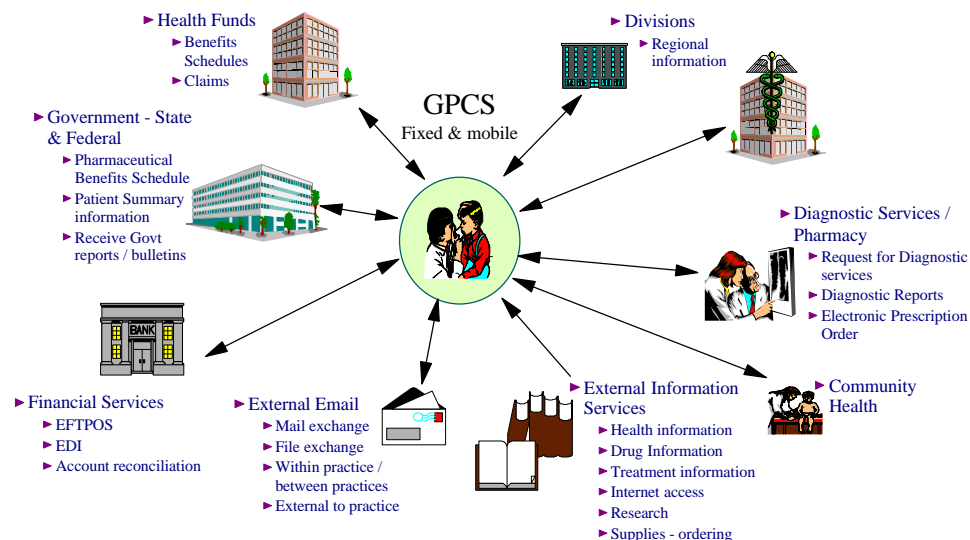 Health Funds
Benefits
Schedules
Claims
Divisions
Regional
information
GPCS
Fixed & mobile
Government - State
& Federal
Pharmaceutical
Benefits Schedule
Patient Summary
information
Receive Govt
reports / bulletins
Diagnostic Services /
Pharmacy
Request for Diagnostic
services
Diagnostic Reports
Electronic Prescription
Order
BANK
Financial Services
EFTPOS
EDI
Account reconciliation
External Email
Mail exchange
File exchange
Within practice /
between practices
External to practice
External Information
Services
Health information
Drug Information
Treatment information
Internet access
Research
Supplies - ordering
Community
Health